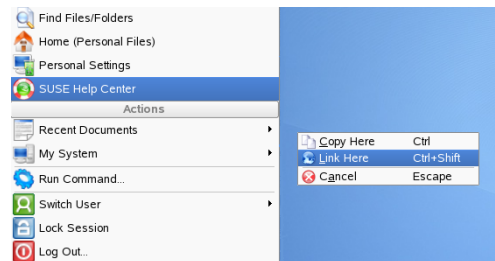 Find Files/Folders
Home (Personal Files)
Personal Settings
SUSE Help Center
Actions
Recent Documents
My System
Run Command...
Switch User
Lock Session
Log Out...
Copy Here Ctrl
Link Here Ctrl+Shift
Cancel Escape